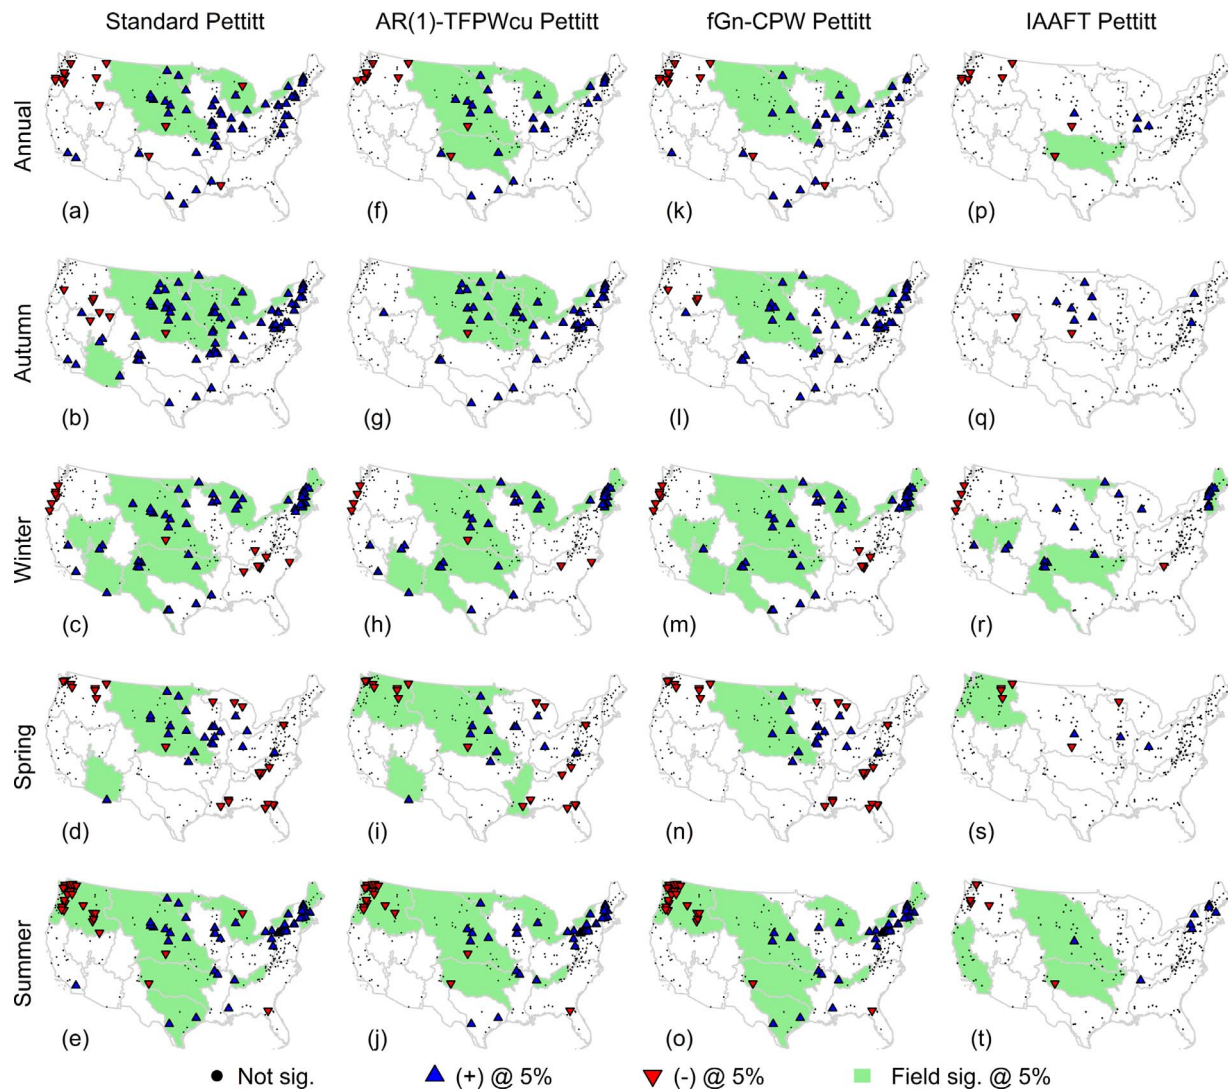 Standard Pettitt AR(1)-TFPWcu Pettitt fGn-CPW Pettitt IAAFT Pettitt
Annual
(a) (f) (k) (p)
Autumn
(b) (g) (l) (q)
Winter
(c) (h) (m) (r)
Spring
(d) (i) (n) (s)
Summer
(e) (j) (o) (t)
Not sig. (+) @ 5% (-) @ 5% Field sig. @ 5%